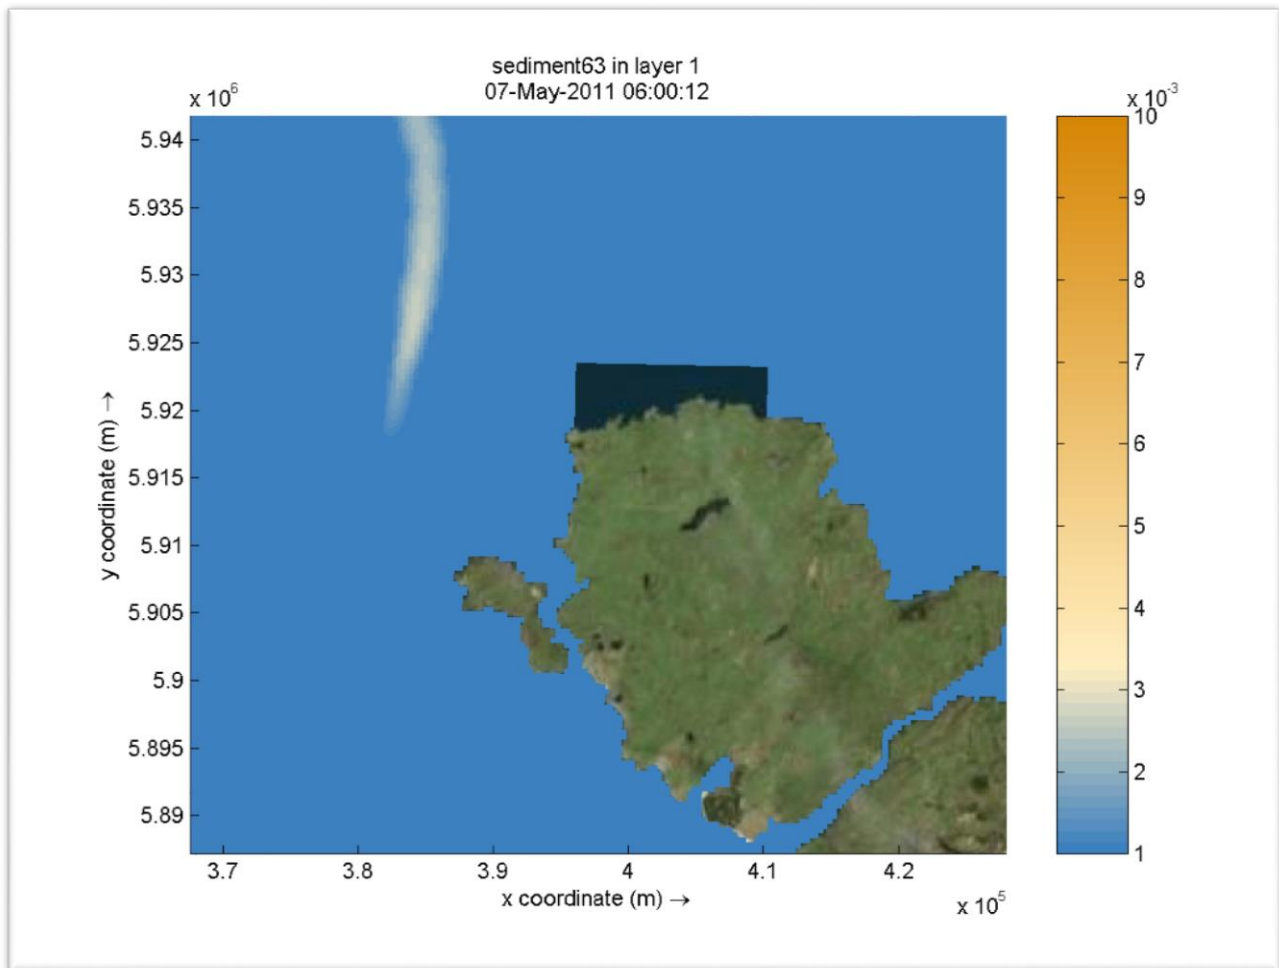 sediment63 in layer 1
07-May-2011 06:00:12
x 10^6
x 10^-3
5.94
5.935
5.93
5.925
5.92
5.915
5.91
5.905
5.9
5.895
5.89
y coordinate (m) →
3.7 3.8 3.9 4 4.1 4.2
x coordinate (m) →
x 10^5
10
9
8
7
6
5
4
3
2
1